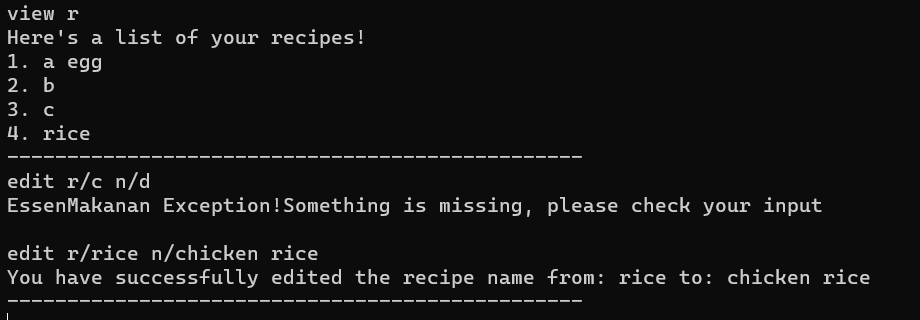 view r
Here's a list of your recipes!
1. a egg
2. b
3. c
4. rice
------------------------------------------------
edit r/c n/d
EssenMakanan Exception!Something is missing, please check your input
edit r/rice n/chicken rice
You have successfully edited the recipe name from: rice to: chicken rice
------------------------------------------------